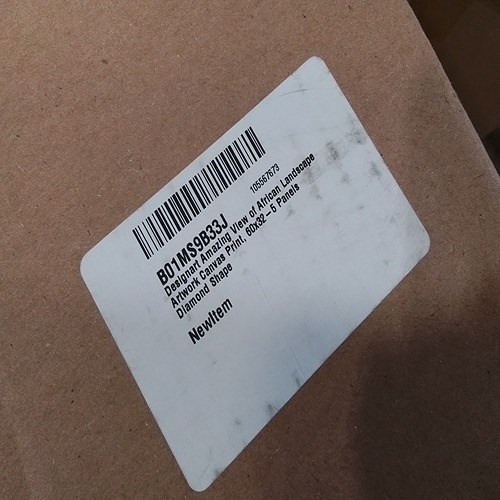 105567673
B01MS9B33J
Designart Amazing View of African Landscape
Artwork Canvas Print, 60x32-5 Panels
Diamond Shape
NewItem